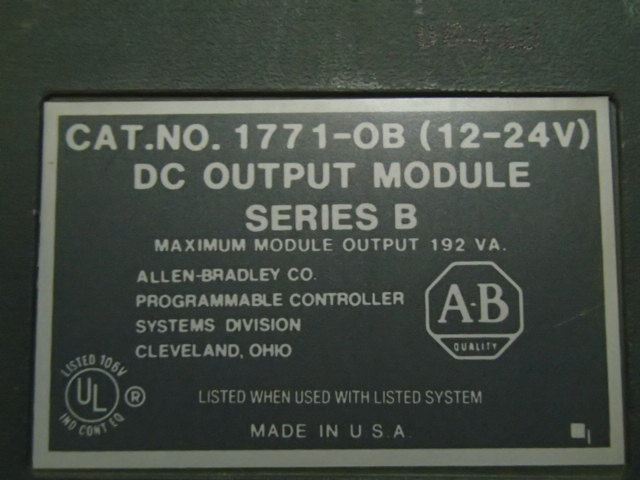 CAT.NO. 1771-OB (12-24V)
DC OUTPUT MODULE
SERIES B
MAXIMUM MODULE OUTPUT 192 VA.
ALLEN-BRADLEY CO.
PROGRAMMABLE CONTROLLER
SYSTEMS DIVISION
CLEVELAND, OHIO
A-B
QUALITY
LISTED 106V
UL ®
IND CONT EQ
LISTED WHEN USED WITH LISTED SYSTEM
MADE IN U S.A.